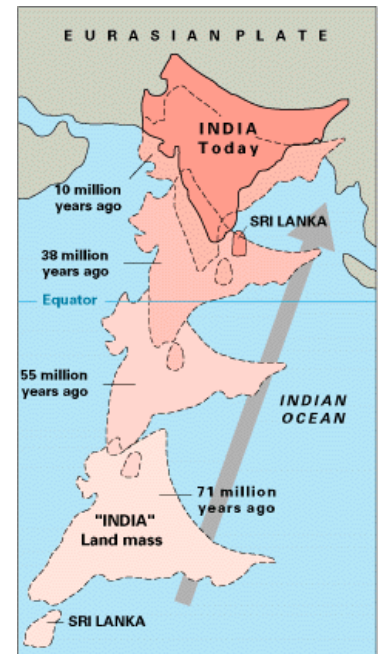 EURASIAN PLATE
INDIA
Today
10 million
years ago
SRI LANKA
38 million
years ago
Equator
55 million
years ago
INDIAN
OCEAN
71 million
years ago
"INDIA"
Land mass
SRI LANKA